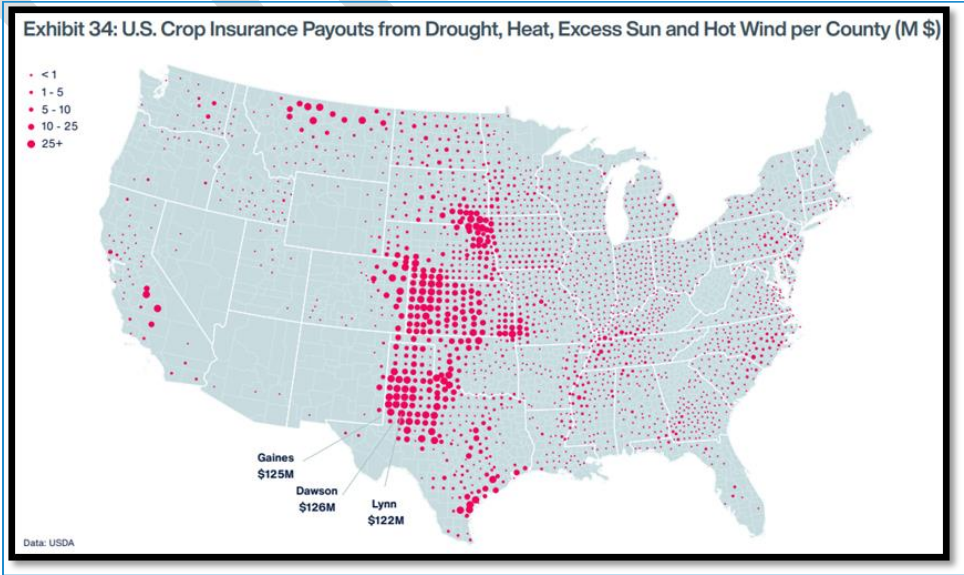 Exhibit 34: U.S. Crop Insurance Payouts from Drought, Heat, Excess Sun and Hot Wind per County (M $)
< 1
1 - 5
5 - 10
10 - 25
25+
Gaines
$125M
Dawson
$126M
Lynn
$122M
Data: USDA